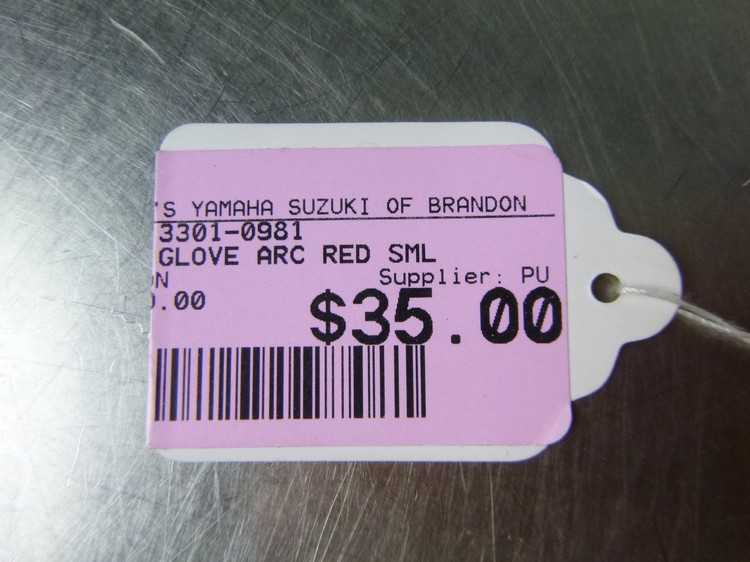 'S YAMAHA SUZUKI OF BRANDON
3301-0981
GLOVE ARC RED SML
N Supplier: PU
.00
$35.00